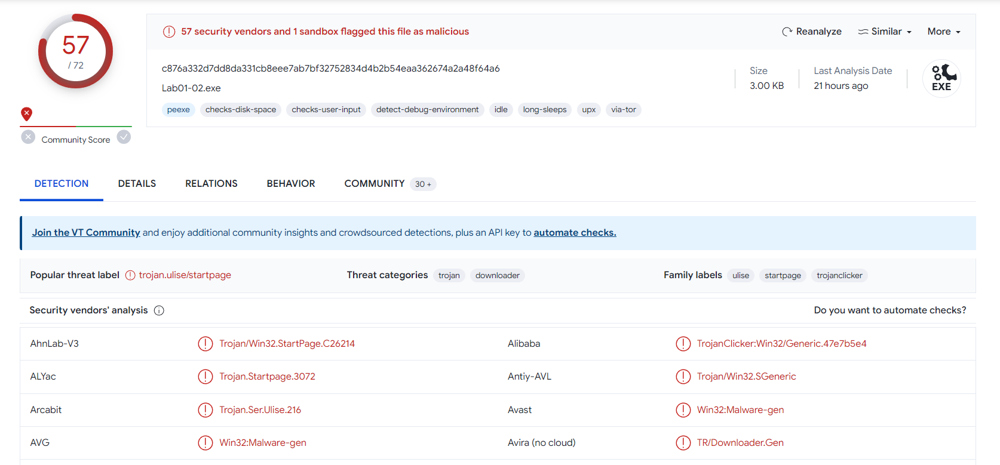 57
/ 72
Community Score
57 security vendors and 1 sandbox flagged this file as malicious
Reanalyze
Similar
More
c876a332d7dd8da331cb8eee7ab7bf32752834d4b2b54eaa362674a2a48f64a6
Lab01-02.exe
peexe checks-disk-space checks-user-input detect-debug-environment idle long-sleeps upx via-tor
Size
3.00 KB
Last Analysis Date
21 hours ago
EXE
DETECTION DETAILS RELATIONS BEHAVIOR COMMUNITY 30 +
Join the VT Community and enjoy additional community insights and crowdsourced detections, plus an API key to automate checks.
Popular threat label trojan.ulise/startpage Threat categories trojan downloader Family labels ulise startpage trojanclicker
Security vendors' analysis Do you want to automate checks?
AhnLab-V3 Trojan/Win32.StartPage.C26214 Alibaba TrojanClicker:Win32/Generic.47e7b5e4
ALYac Trojan.Startpage.3072 Antiy-AVL Trojan/Win32.SGeneric
Arcabit Trojan.Ser.Ulise.216 Avast Win32:Malware-gen
AVG Win32:Malware-gen Avira (no cloud) TR/Downloader.Gen